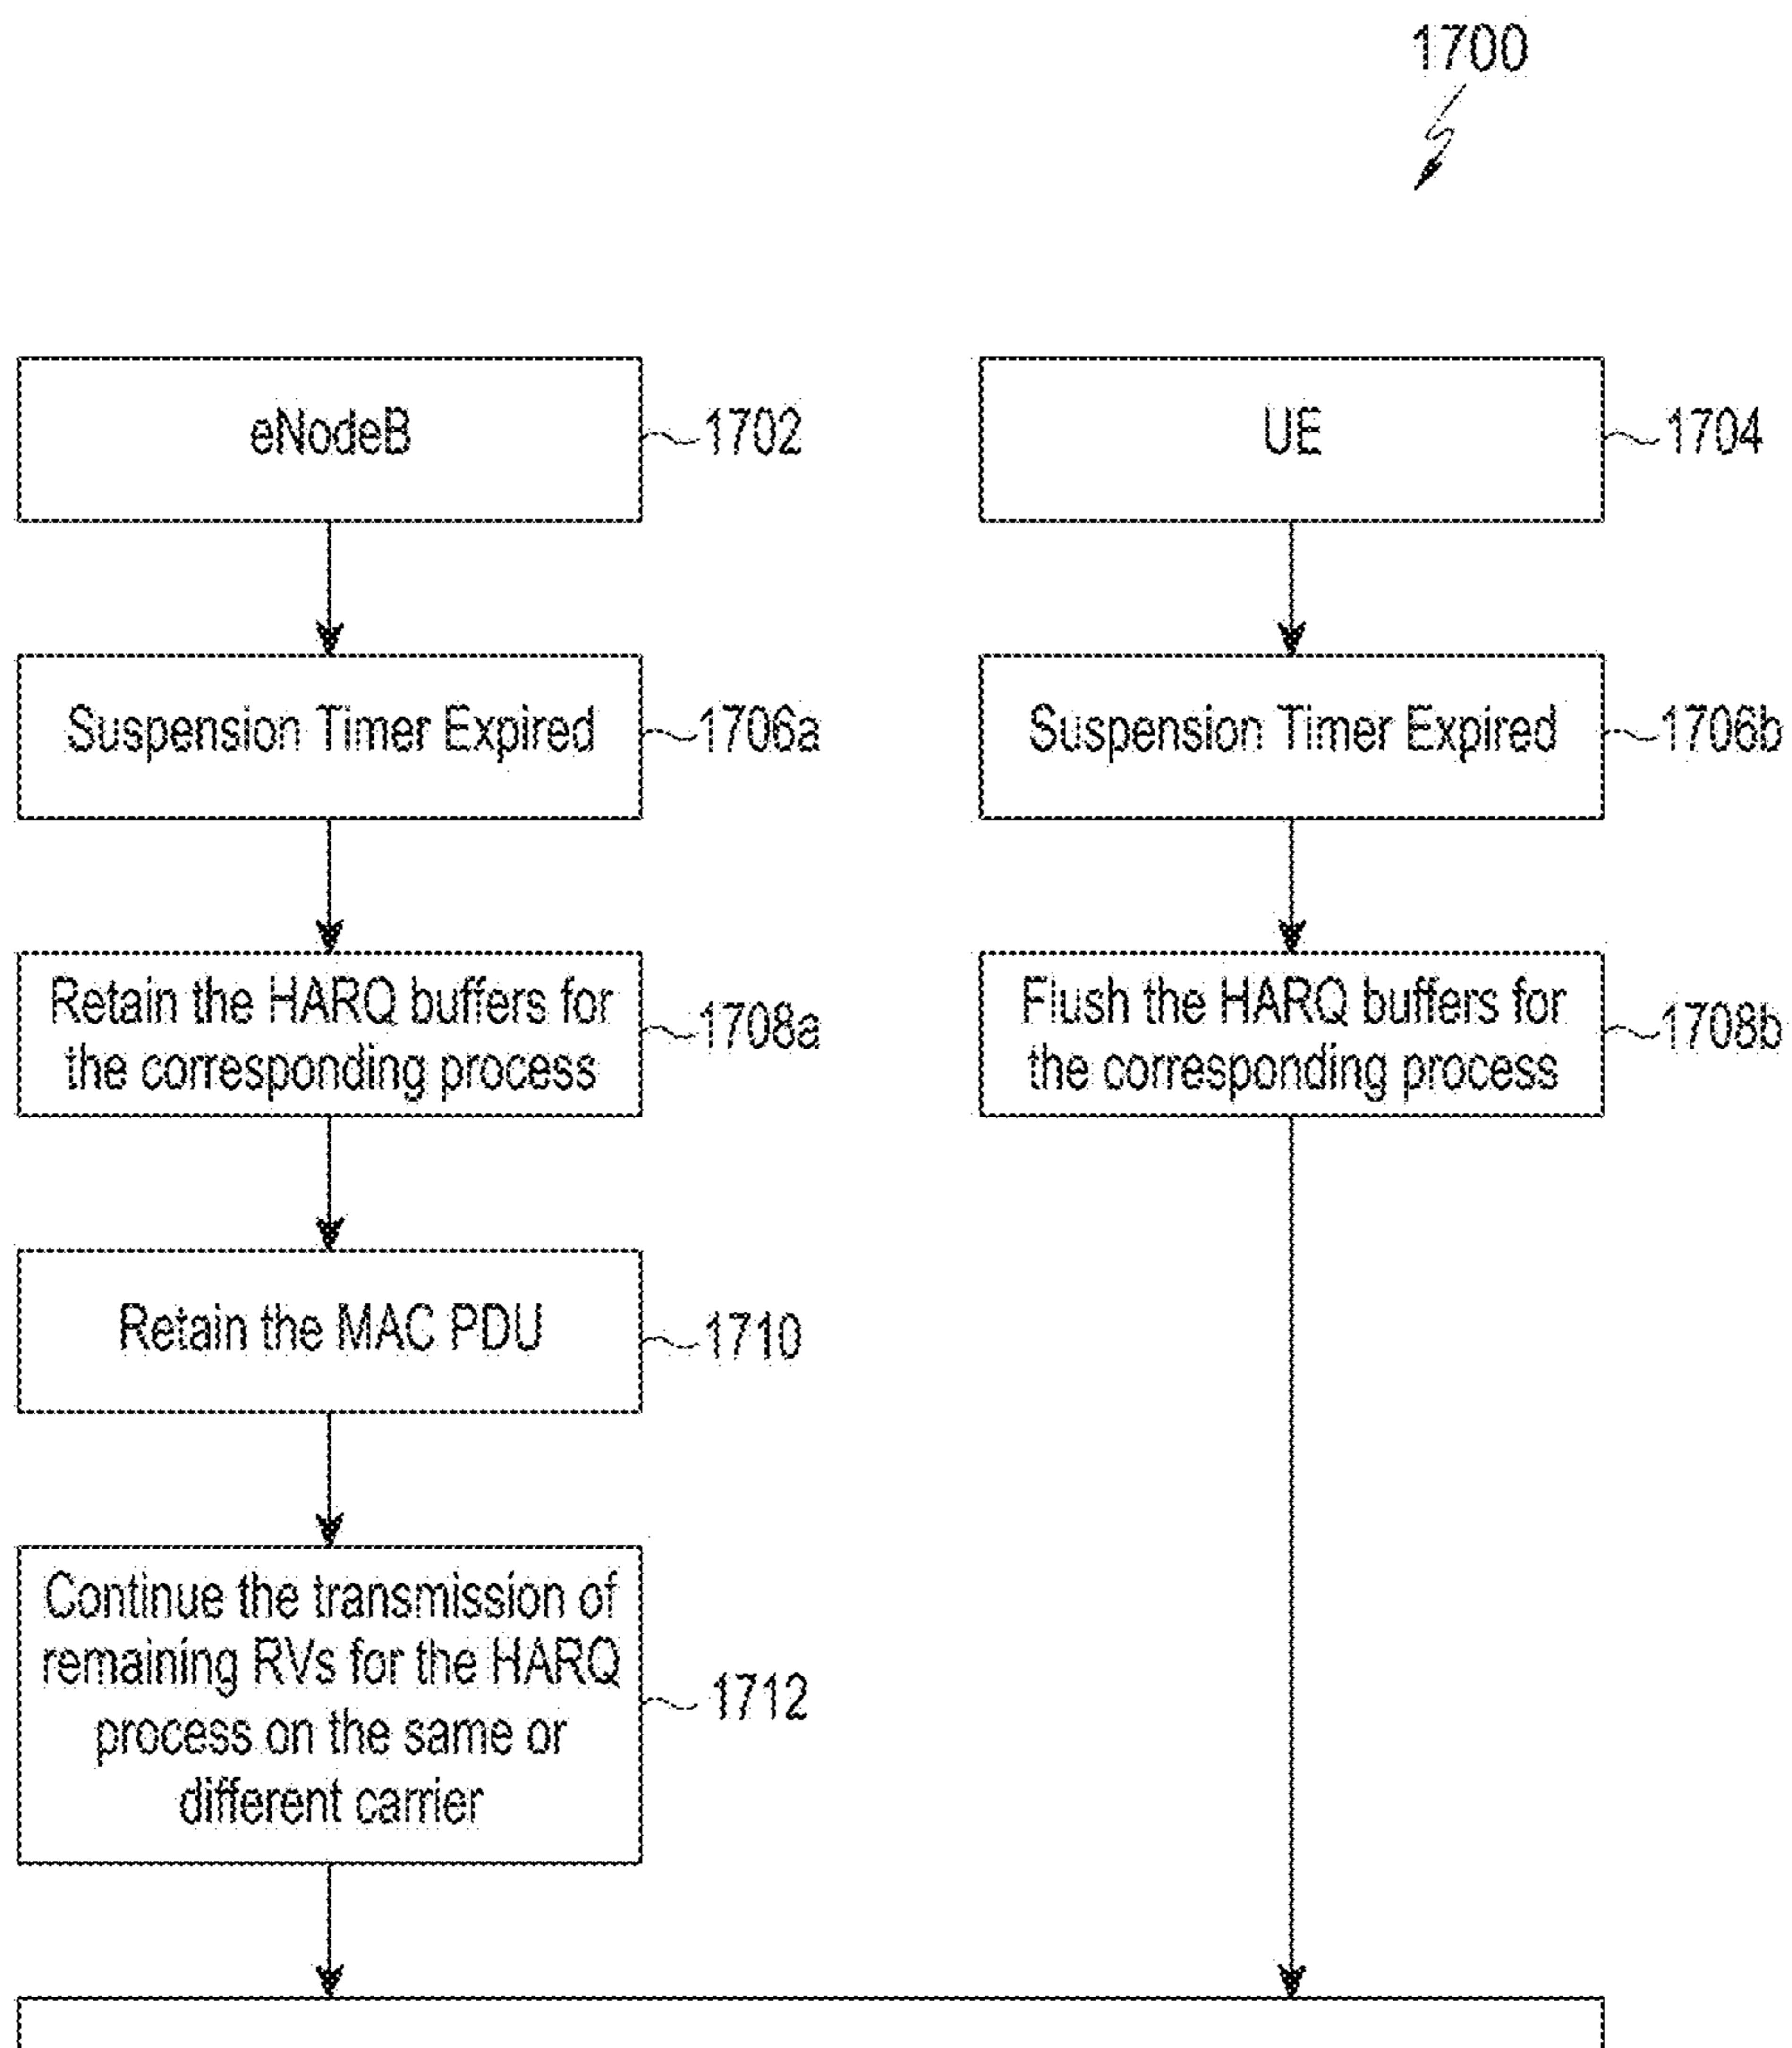 1700
eNodeB
1702
UE
1704
Suspension Timer Expired
1706a
Suspension Timer Expired
1706b
Retain the HARQ buffers for
the corresponding process
1708a
Flush the HARQ buffers for
the corresponding process
1708b
Retain the MAC PDU
1710
Continue the transmission of
remaining RVs for the HARQ
process on the same or
different carrier
1712